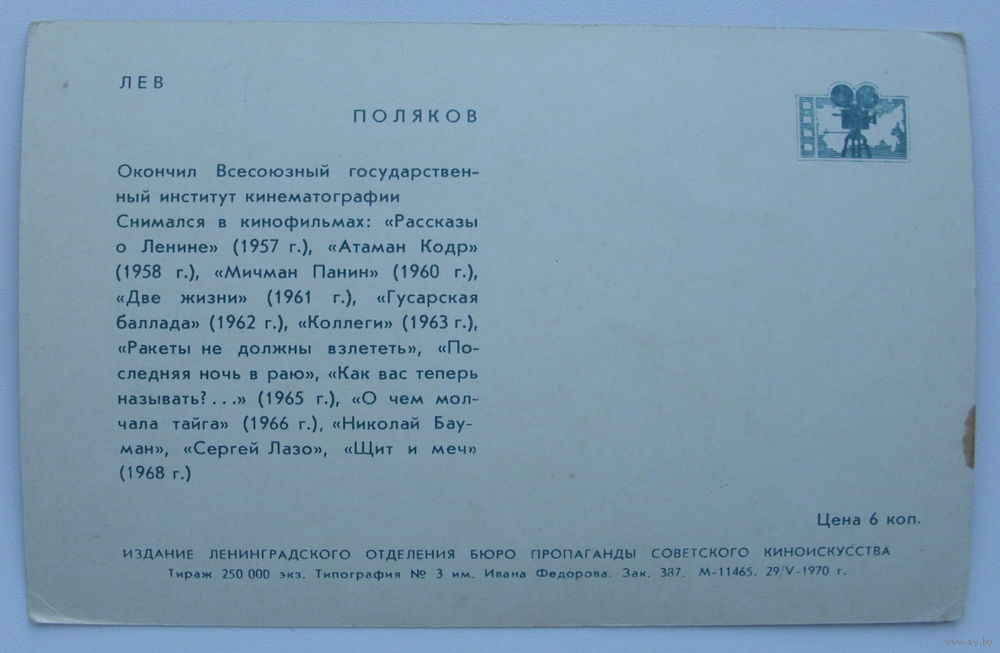 ЛЕВ
ПОЛЯКОВ
Окончил Всесоюзный государствен-
ный институт кинематографии
Снимался в кинофильмах: «Рассказы
о Ленине» (1957 г.), «Атаман Кодр»
(1958 г.), «Мичман Панин» (1960 г.),
«Две жизни» (1961 г.), «Гусарская
баллада» (1962 г.), «Коллеги» (1963 г.),
«Ракеты не должны взлететь», «По-
следняя ночь в раю», «Как вас теперь
называть?...» (1965 г.), «О чем мол-
чала тайга» (1966 г.), «Николай Бау-
ман», «Сергей Лазо», «Щит и меч»
(1968 г.)
Цена 6 коп.
ИЗДАНИЕ ЛЕНИНГРАДСКОГО ОТДЕЛЕНИЯ БЮРО ПРОПАГАНДЫ СОВЕТСКОГО КИНОИСКУССТВА
Тираж 250 000 экз. Типография № 3 им. Ивана Федорова. Зак. 387. М-11465. 29/V-1970 г.
www.ay.by